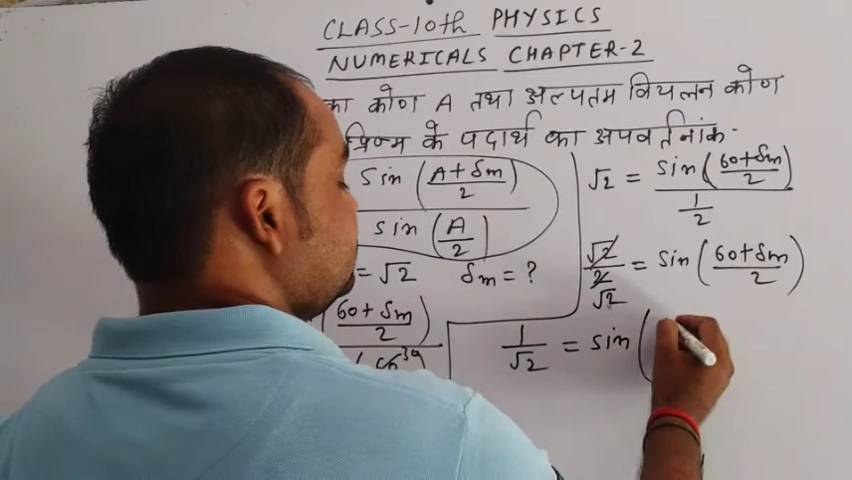 CLASS-10th PHYSICS
NUMERICALS CHAPTER-2
का कोण A तथा अल्पतम विचलन कोण
प्रिज्म के पदार्थ का अपवर्तनांक.
sin (A + δm / 2)
sin (A / 2)
= √2 δm = ?
(60 + δm / 2)
√2 = sin (60 + δm / 2) / 1/2
√2 / 2 √2 = sin (60 + δm / 2)
1/√2 = sin (